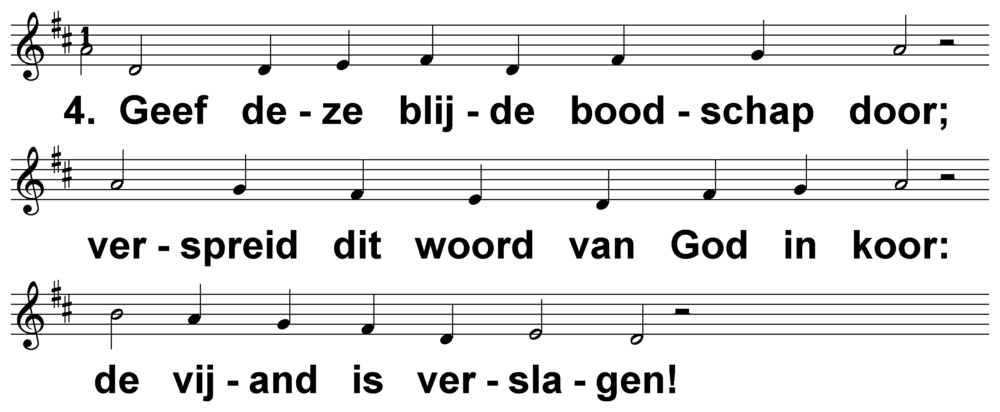 1
4. Geef de - ze blij - de bood - schap door;
ver - spreid dit woord van God in koor:
de vij - and is ver - sla - gen!